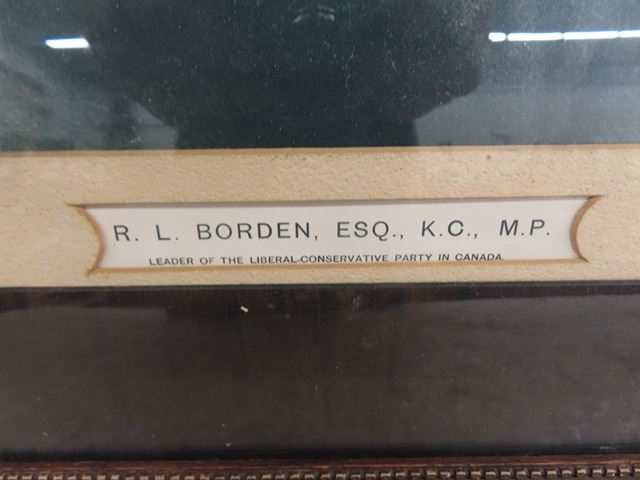 R. L. BORDEN, ESQ., K.C., M.P.
LEADER OF THE LIBERAL-CONSERVATIVE PARTY IN CANADA.